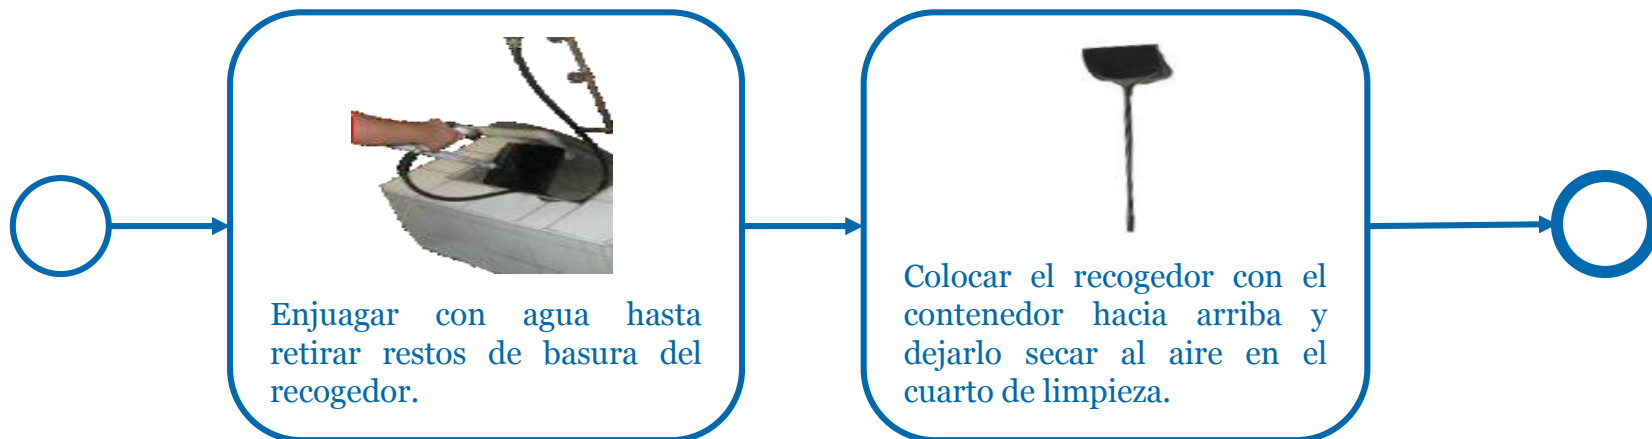 Enjuagar con agua hasta
retirar restos de basura del
recogedor.
Colocar el recogedor con el
contenedor hacia arriba y
dejarlo secar al aire en el
cuarto de limpieza.